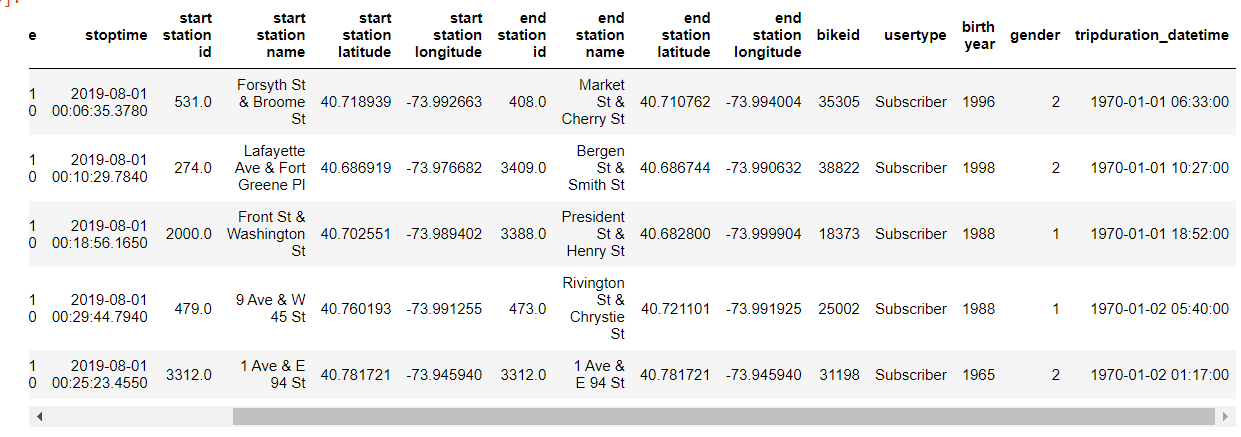 e stoptime start station id start station name start station latitude start station longitude end station id end station name end station latitude end station longitude bikeid usertype birth year gender tripduration_datetime
1 0 2019-08-01 00:06:35.3780 531.0 Forsyth St & Broome St 40.718939 -73.992663 408.0 Market St & Cherry St 40.710762 -73.994004 35305 Subscriber 1996 2 1970-01-01 06:33:00
1 0 2019-08-01 00:10:29.7840 274.0 Lafayette Ave & Fort Greene Pl 40.686919 -73.976682 3409.0 Bergen St & Smith St 40.686744 -73.990632 38822 Subscriber 1998 2 1970-01-01 10:27:00
1 0 2019-08-01 00:18:56.1650 2000.0 Front St & Washington St 40.702551 -73.989402 3388.0 President St & Henry St 40.682800 -73.999904 18373 Subscriber 1988 1 1970-01-01 18:52:00
1 0 2019-08-01 00:29:44.7940 479.0 9 Ave & W 45 St 40.760193 -73.991255 473.0 Rivington St & Chrystie St 40.721101 -73.991925 25002 Subscriber 1988 1 1970-01-02 05:40:00
1 0 2019-08-01 00:25:23.4550 3312.0 1 Ave & E 94 St 40.781721 -73.945940 3312.0 1 Ave & E 94 St 40.781721 -73.945940 31198 Subscriber 1965 2 1970-01-02 01:17:00